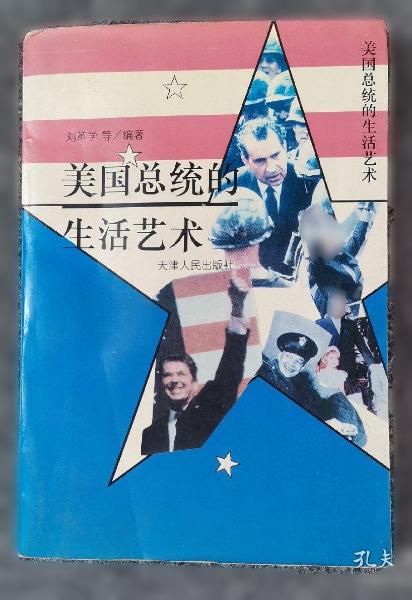 刘革学 等/编著
美国总统的
生活艺术
天津人民出版社
美国总统的生活艺术
孔夫